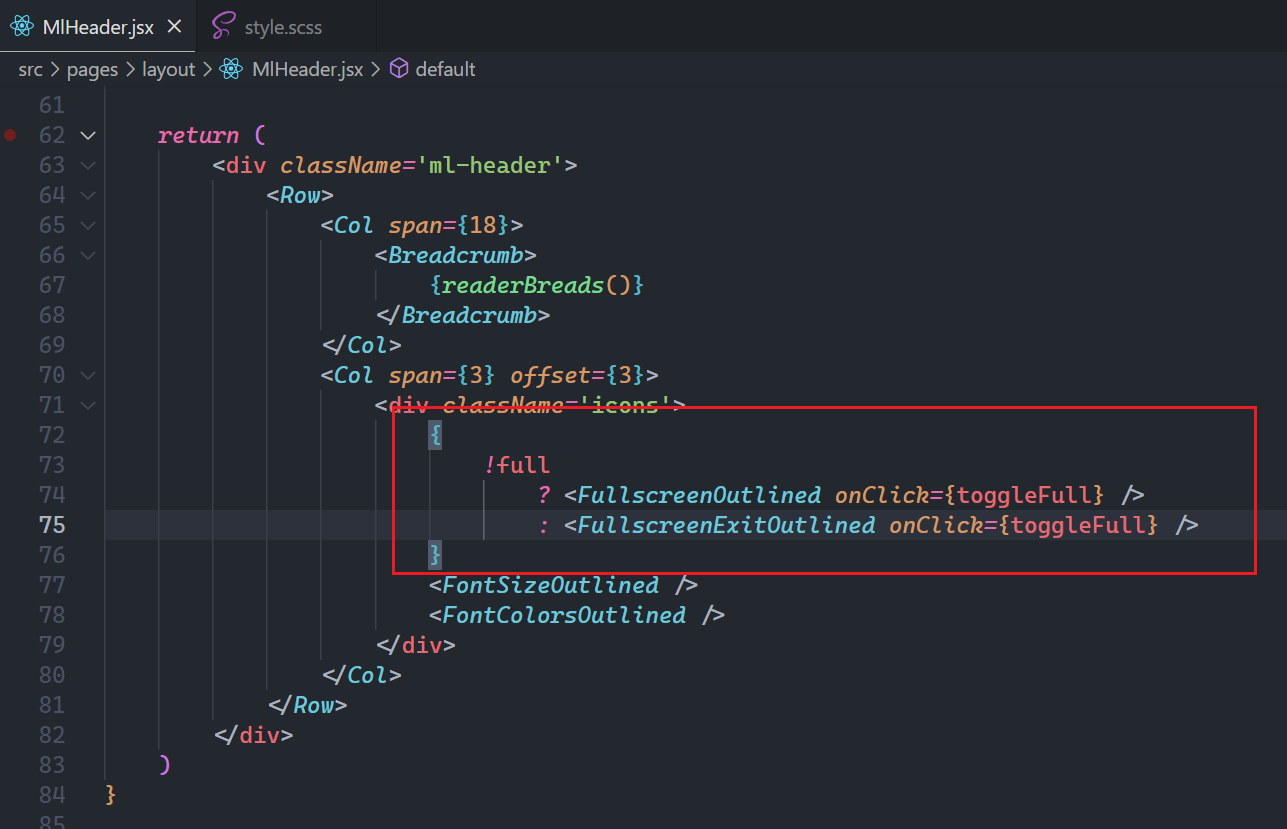 MlHeader.jsx
style.scss
src > pages > layout > MlHeader.jsx > default
61
62 return (
63 <div className='ml-header'>
64 <Row>
65 <Col span={18}>
66 <Breadcrumb>
67 {readerBreads()}
68 </Breadcrumb>
69 </Col>
70 <Col span={3} offset={3}>
71 <div className='icons'>
72 {
73 !full
74 ? <FullscreenOutlined onClick={toggleFull} />
75 : <FullscreenExitOutlined onClick={toggleFull} />
76 }
77 <FontSizeOutlined />
78 <FontColorsOutlined />
79 </div>
80 </Col>
81 </Row>
82 </div>
83 )
84 }
85